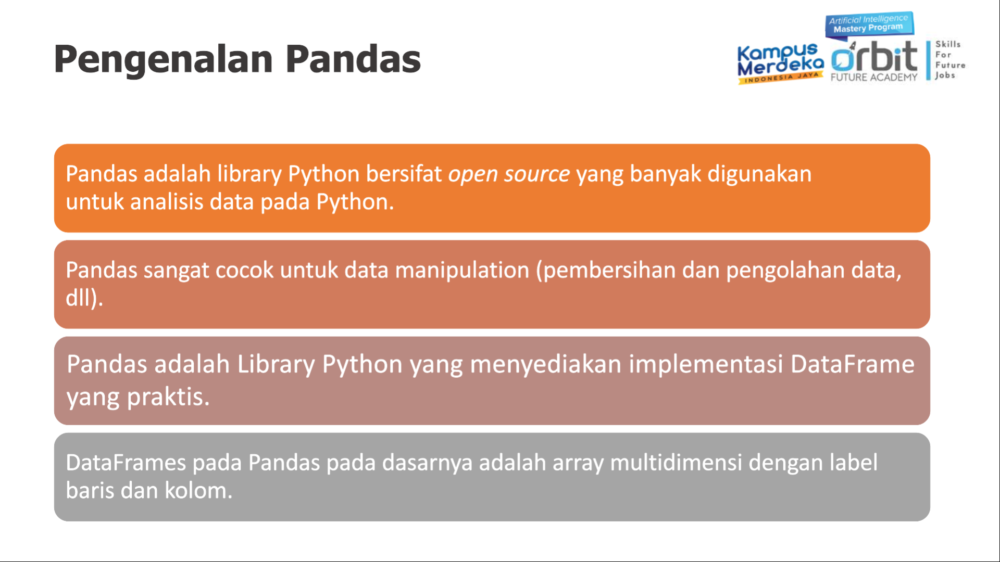 Pengenalan Pandas
Artificial Intelligence
Mastery Program
Kampus
Merdeka
INDONESIA JAYA
orbit
FUTURE ACADEMY
Skills
For
Future
Jobs
Pandas adalah library Python bersifat open source yang banyak digunakan
untuk analisis data pada Python.
Pandas sangat cocok untuk data manipulation (pembersihan dan pengolahan data,
dll).
Pandas adalah Library Python yang menyediakan implementasi DataFrame
yang praktis.
DataFrames pada Pandas pada dasarnya adalah array multidimensi dengan label
baris dan kolom.